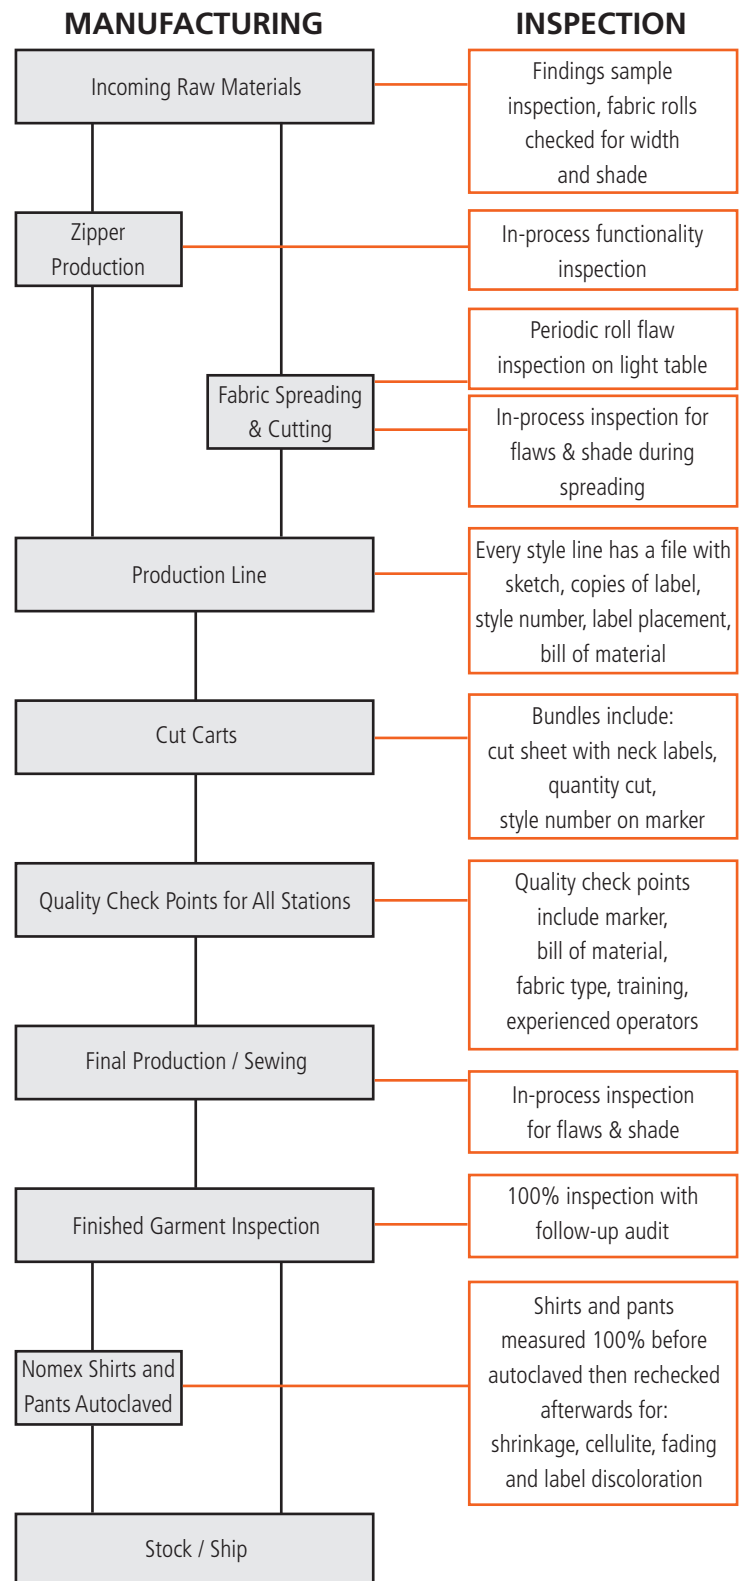 MANUFACTURING
INSPECTION
Incoming Raw Materials
Findings sample
inspection, fabric rolls
checked for width
and shade
Zipper
Production
In-process functionality
inspection
Periodic roll flaw
inspection on light table
Fabric Spreading
& Cutting
In-process inspection for
flaws & shade during
spreading
Production Line
Every style line has a file with
sketch, copies of label,
style number, label placement,
bill of material
Cut Carts
Bundles include:
cut sheet with neck labels,
quantity cut,
style number on marker
Quality Check Points for All Stations
Quality check points
include marker,
bill of material,
fabric type, training,
experienced operators
Final Production / Sewing
In-process inspection
for flaws & shade
Finished Garment Inspection
100% inspection with
follow-up audit
Nomex Shirts and
Pants Autoclaved
Shirts and pants
measured 100% before
autoclaved then rechecked
afterwards for:
shrinkage, cellulite, fading
and label discoloration
Stock / Ship